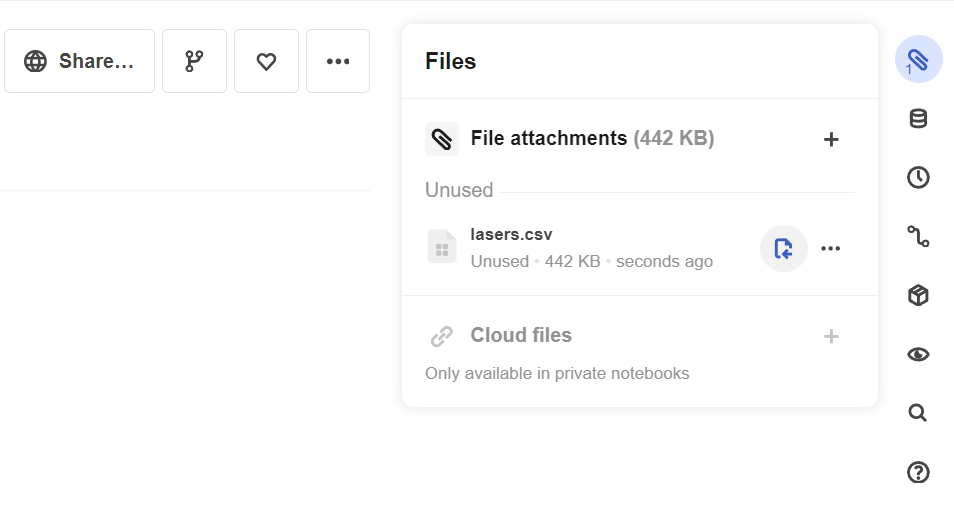 Share...
Files
1
File attachments (442 KB)
Unused
lasers.csv
Unused • 442 KB • seconds ago
Cloud files
Only available in private notebooks